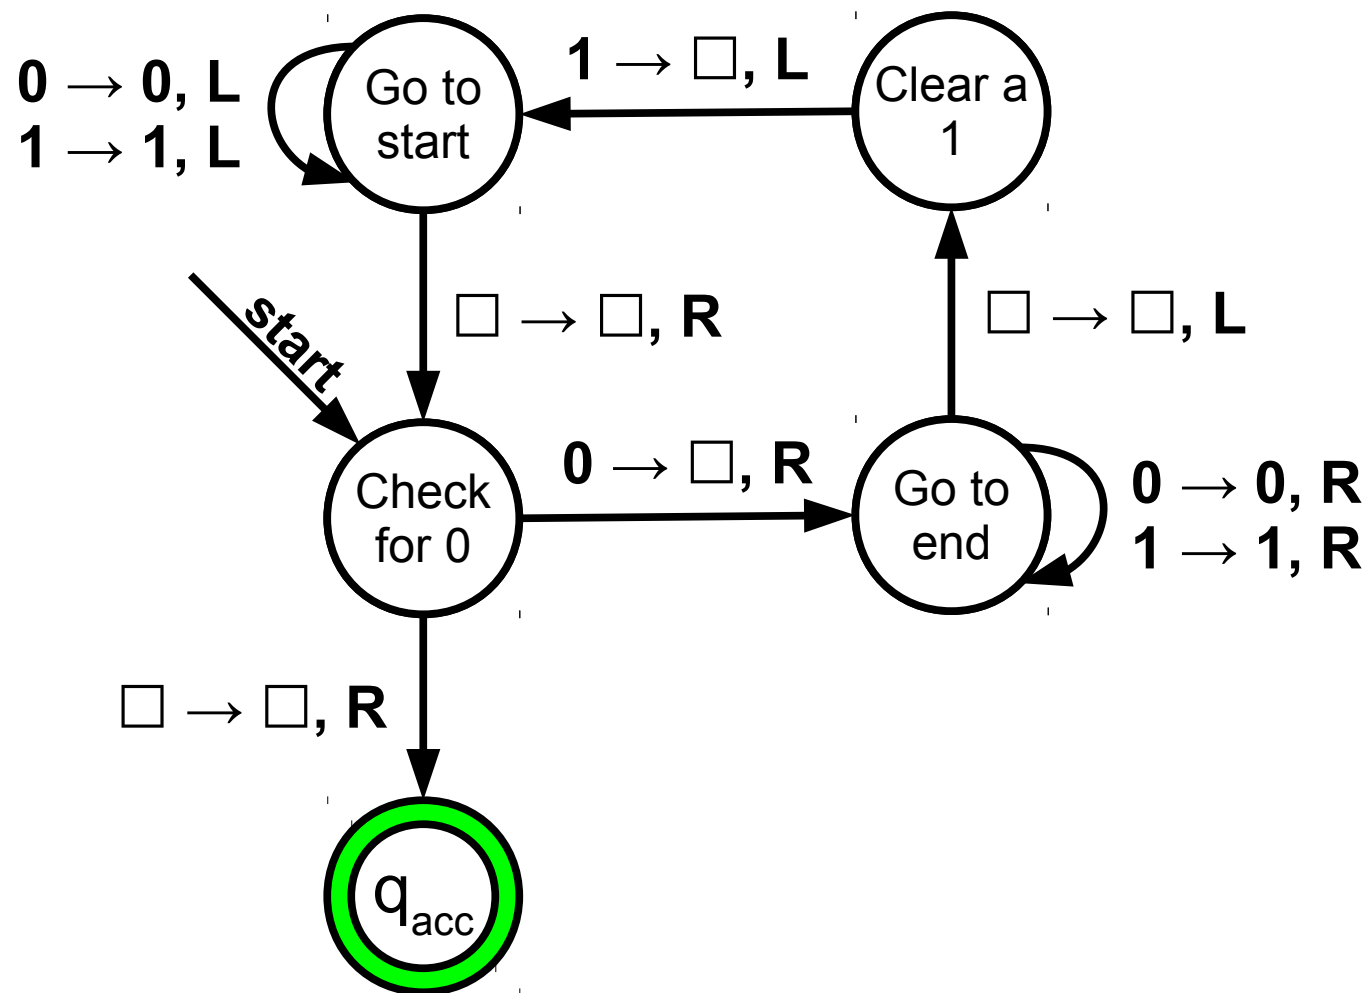 0 → 0, L
1 → 1, L
Go to
start
1 → □, L
Clear a
1
□ → □, R
□ → □, L
start
Check
for 0
0 → □, R
Go to
end
0 → 0, R
1 → 1, R
□ → □, R
qacc